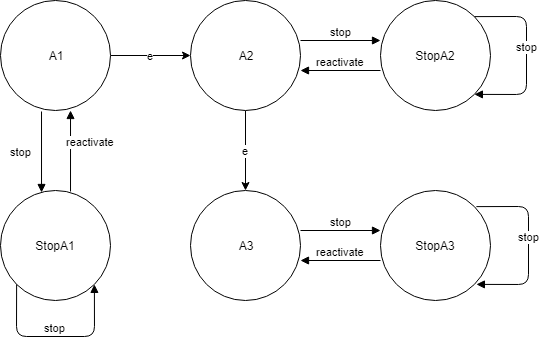 A1
e
A2
stop
reactivate
StopA2
stop
stop
reactivate
e
StopA1
stop
A3
stop
reactivate
StopA3
stop